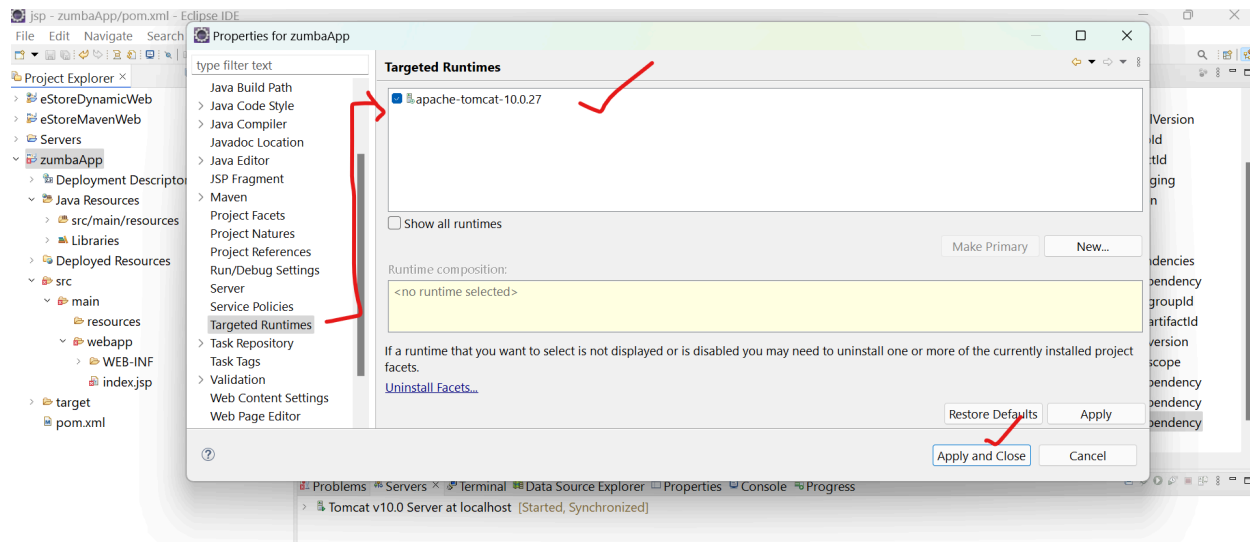 jsp - zumbaApp/pom.xml - Eclipse IDE
File Edit Navigate Search
Project Explorer
eStoreDynamicWeb
eStoreMavenWeb
Servers
zumbaApp
Deployment Descriptor
Java Resources
src/main/resources
Libraries
Deployed Resources
src
main
resources
webapp
WEB-INF
index.jsp
target
pom.xml
Properties for zumbaApp
type filter text
Java Build Path
Java Code Style
Java Compiler
Javadoc Location
Java Editor
JSP Fragment
Maven
Project Facets
Project Natures
Project References
Run/Debug Settings
Server
Service Policies
Targeted Runtimes
Task Repository
Task Tags
Validation
Web Content Settings
Web Page Editor
Targeted Runtimes
apache-tomcat-10.0.27
Show all runtimes
Make Primary New...
Runtime composition:
<no runtime selected>
If a runtime that you want to select is not displayed or is disabled you may need to uninstall one or more of the currently installed project
facets.
Uninstall Facets...
Restore Defaults Apply
Apply and Close Cancel
lVersion
Id
tId
ging
n
ndencies
pendency
groupId
artifactId
version
scope
pendency
pendency
pendency
Problems Servers Terminal Data Source Explorer Properties Console Progress
Tomcat v10.0 Server at localhost [Started, Synchronized]